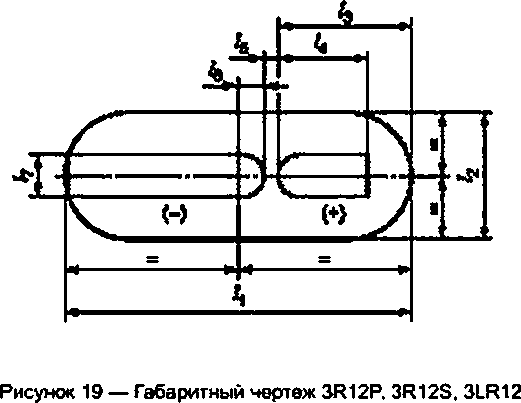 l₃
l₅ l₄
l₆
l₇
(–) (+)
= l₂
=
= =
l₁
Рисунок 19 — Габаритный чертеж 3R12P, 3R12S, 3LR12